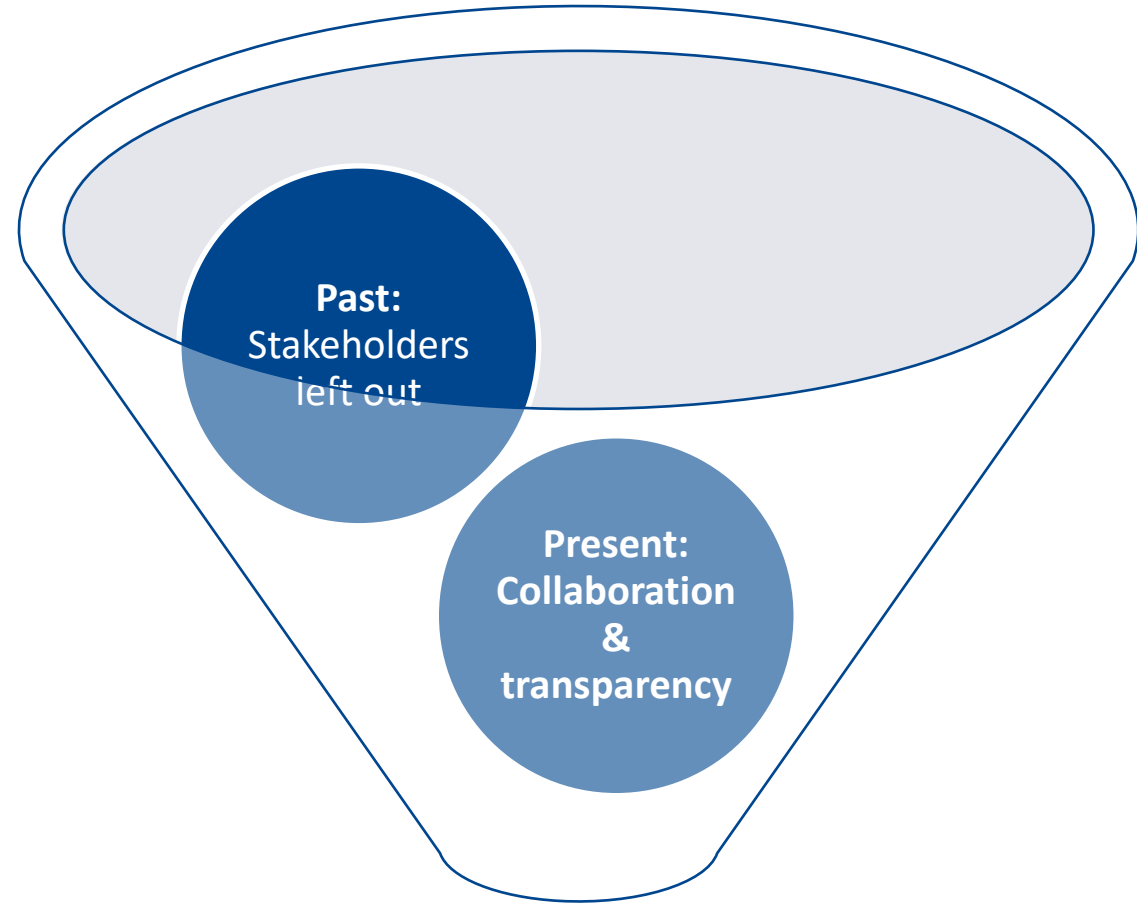 Past:
Stakeholders
left out
Present:
Collaboration
&
transparency